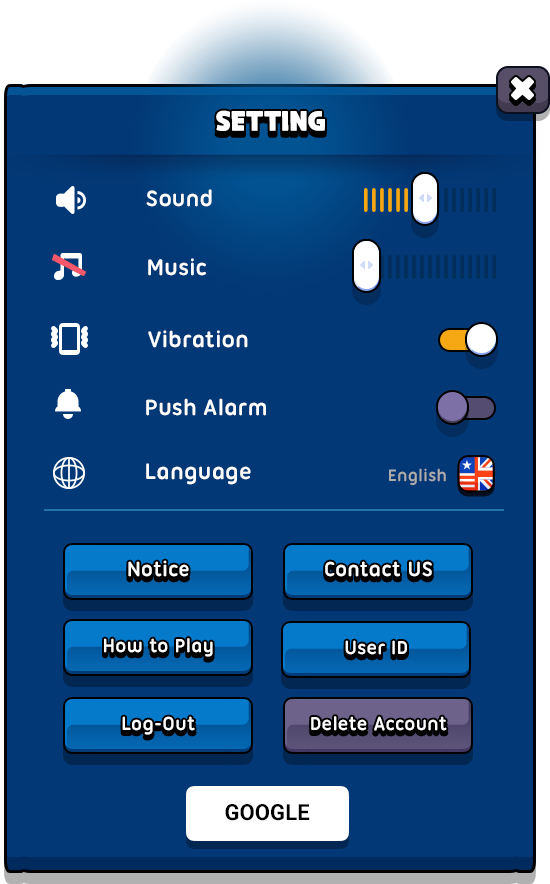 SETTING
Sound
Music
Vibration
Push Alarm
Language
English
Notice
Contact US
How to Play
User ID
Log-Out
Delete Account
GOOGLE